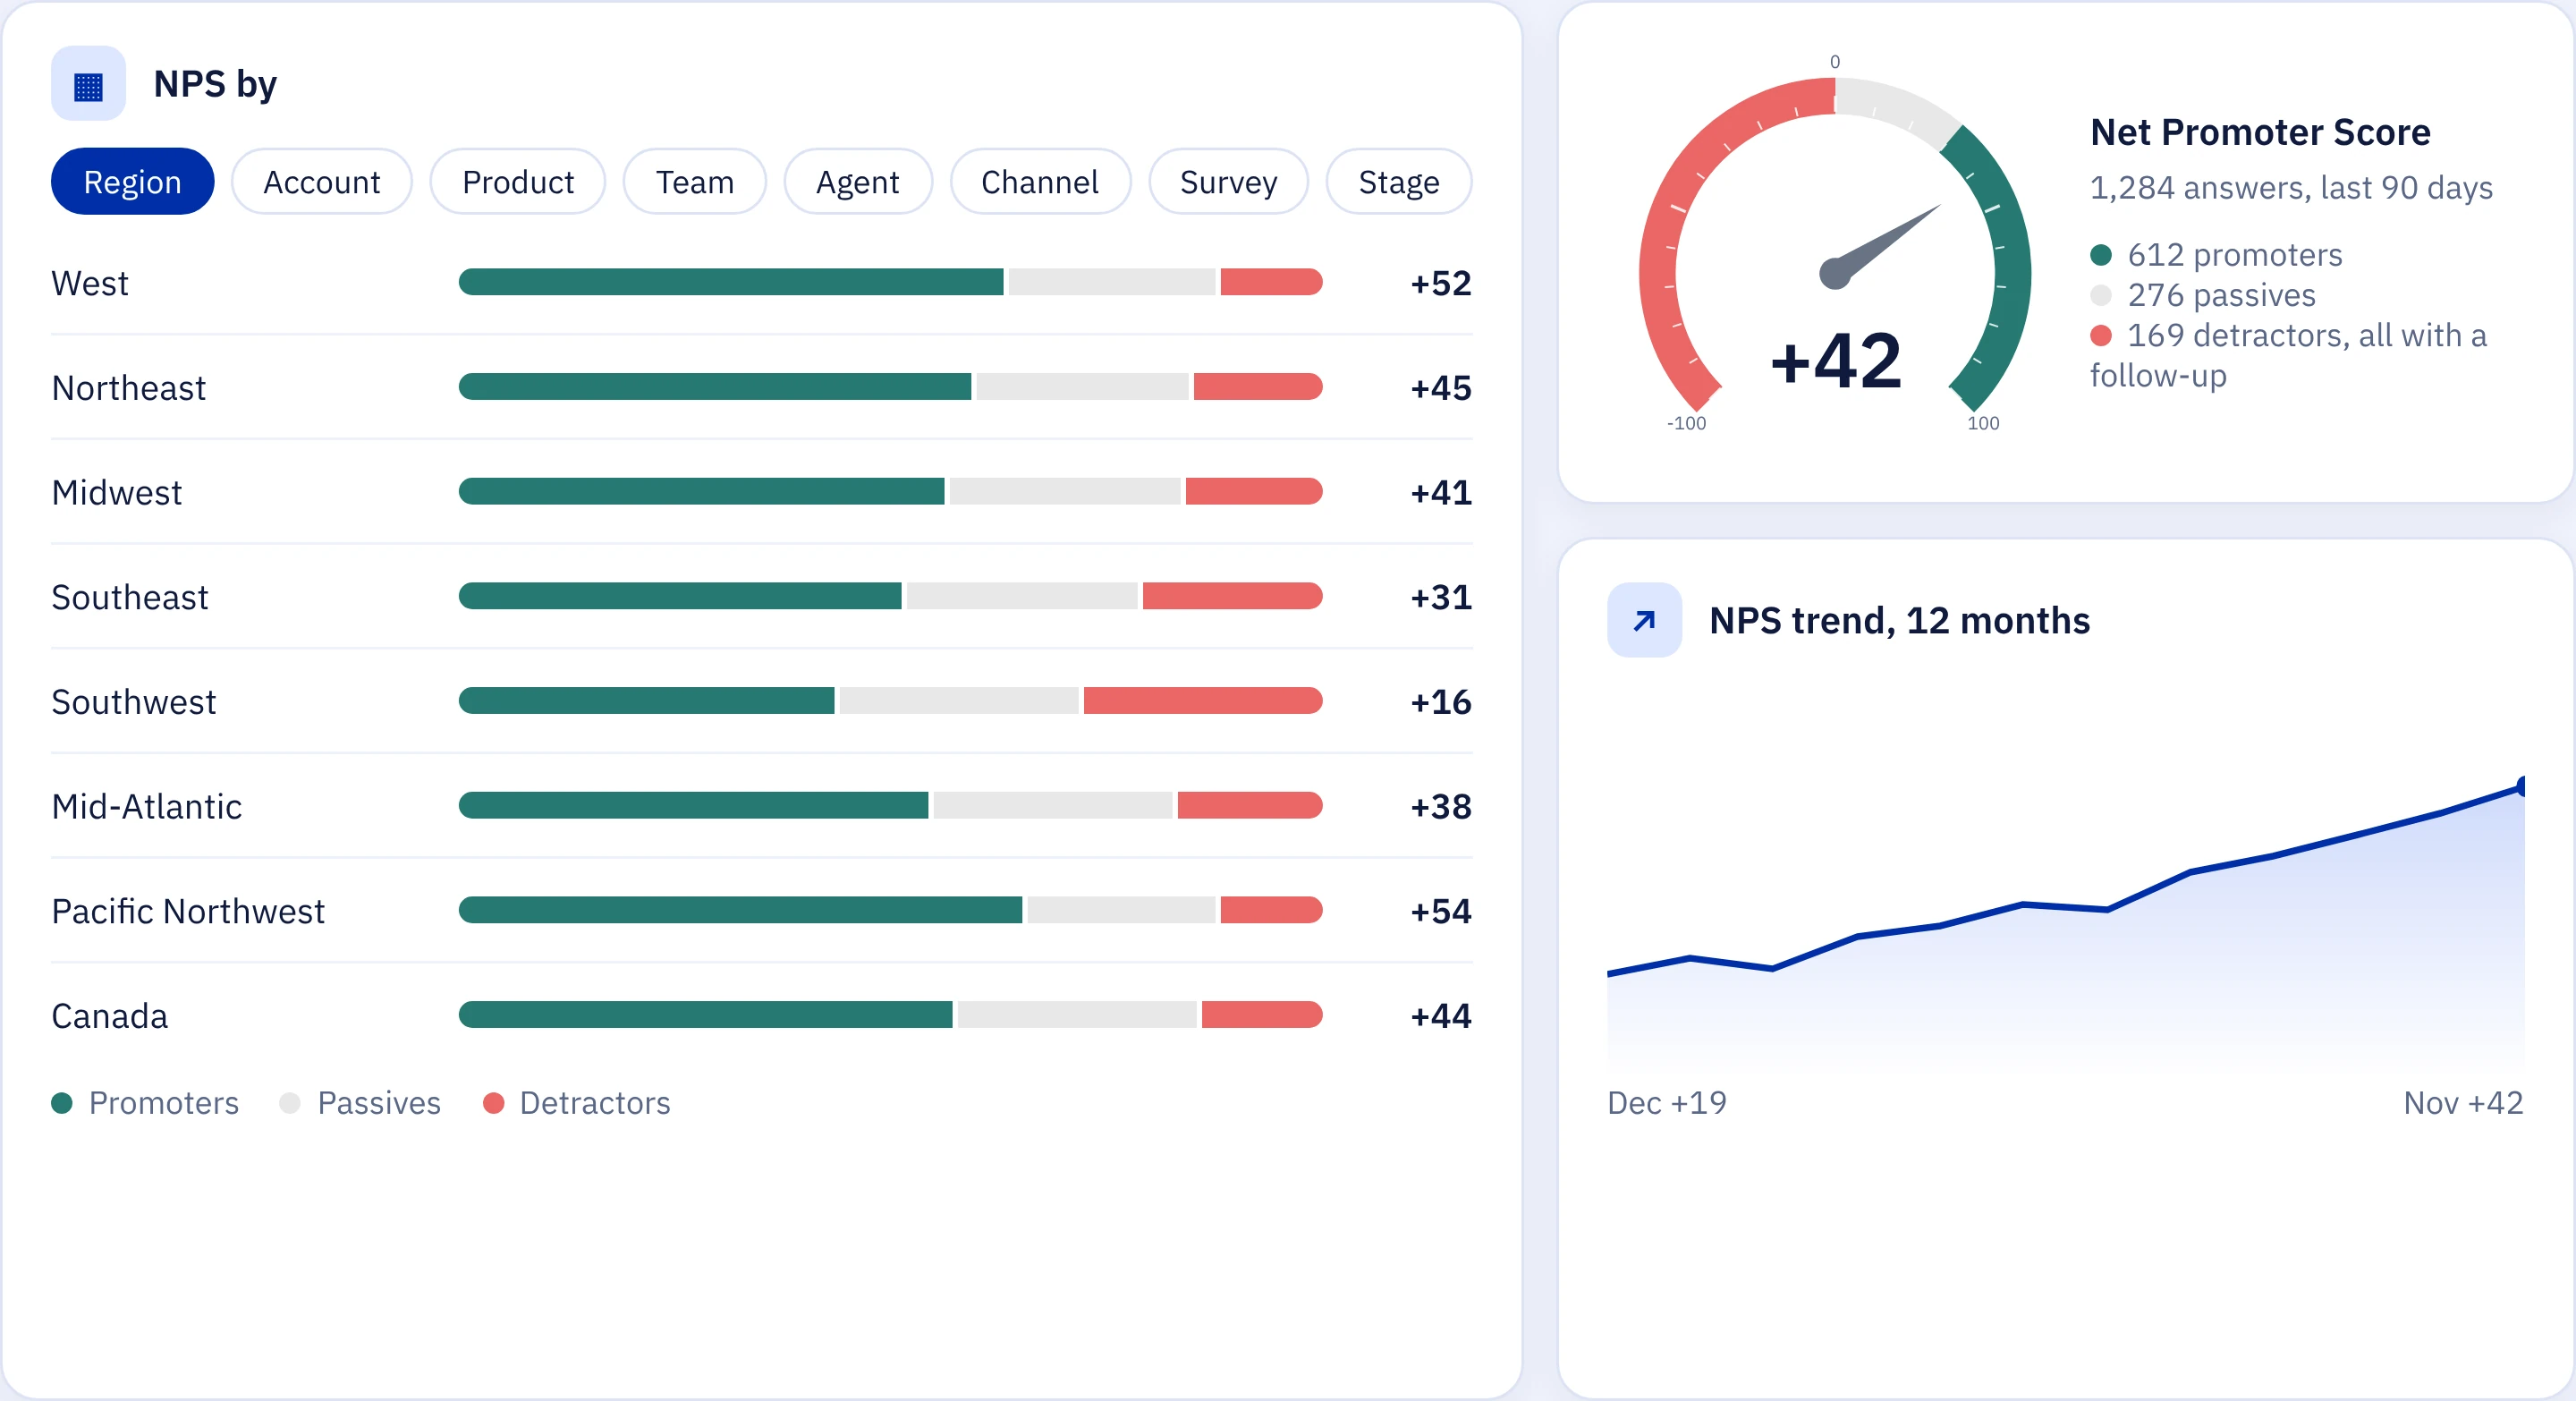 NPS by
Region Account Product Team Agent Channel Survey Stage
West +52
Northeast +45
Midwest +41
Southeast +31
Southwest +16
Mid-Atlantic +38
Pacific Northwest +54
Canada +44
Promoters Passives Detractors
0
-100
100
+42
Net Promoter Score
1,284 answers, last 90 days
612 promoters
276 passives
169 detractors, all with a
follow-up
NPS trend, 12 months
Dec +19
Nov +42